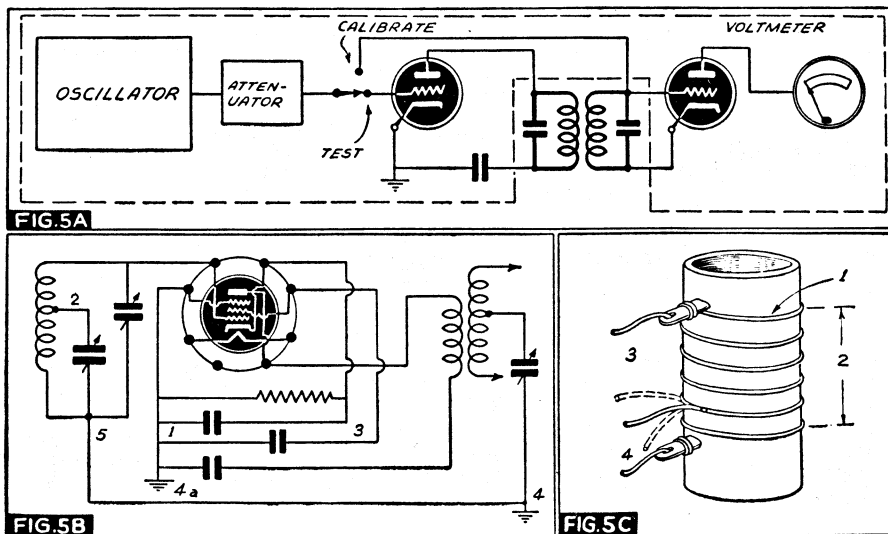 CALIBRATE
VOLTMETER
OSCILLATOR
ATTEN-
UATOR
TEST
FIG.5A
2
1
3
5
4a
4
FIG.5B
1
2
3
4
FIG.5C